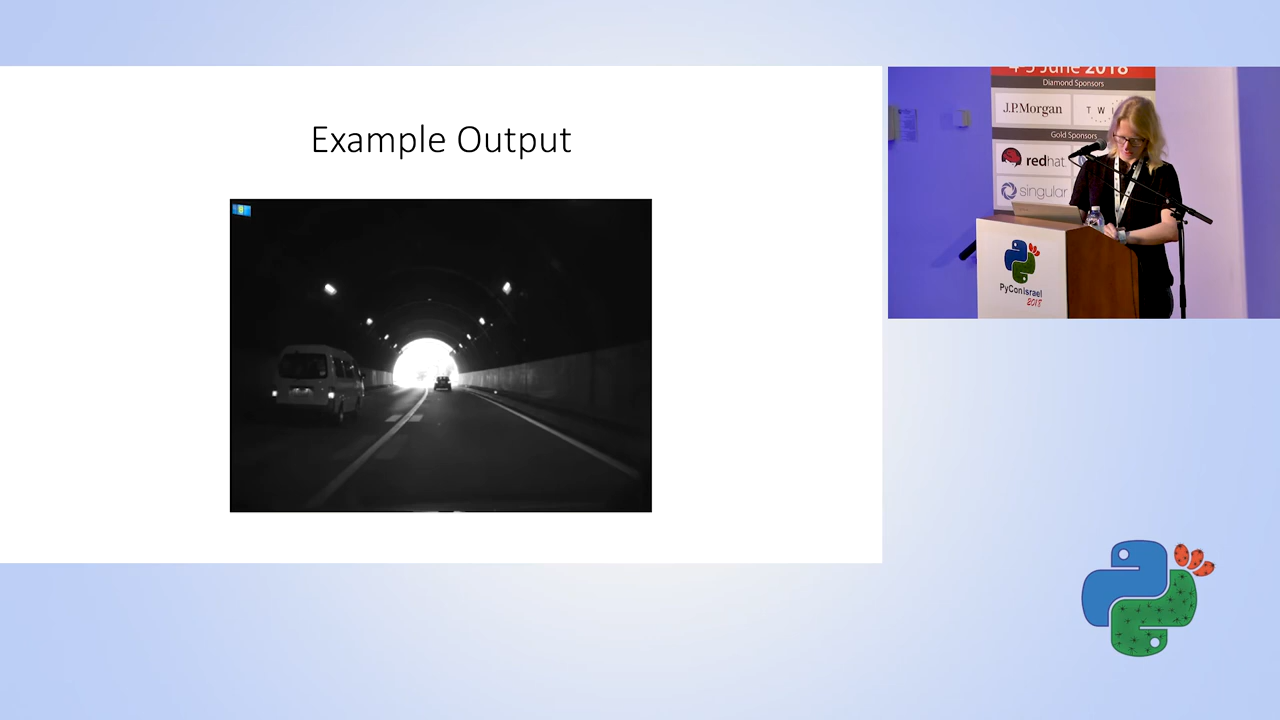 Example Output
4-5 June 2018
Diamond Sponsors
J.P.Morgan
Gold Sponsors
redhat.
singular
PyConIsrael
2018